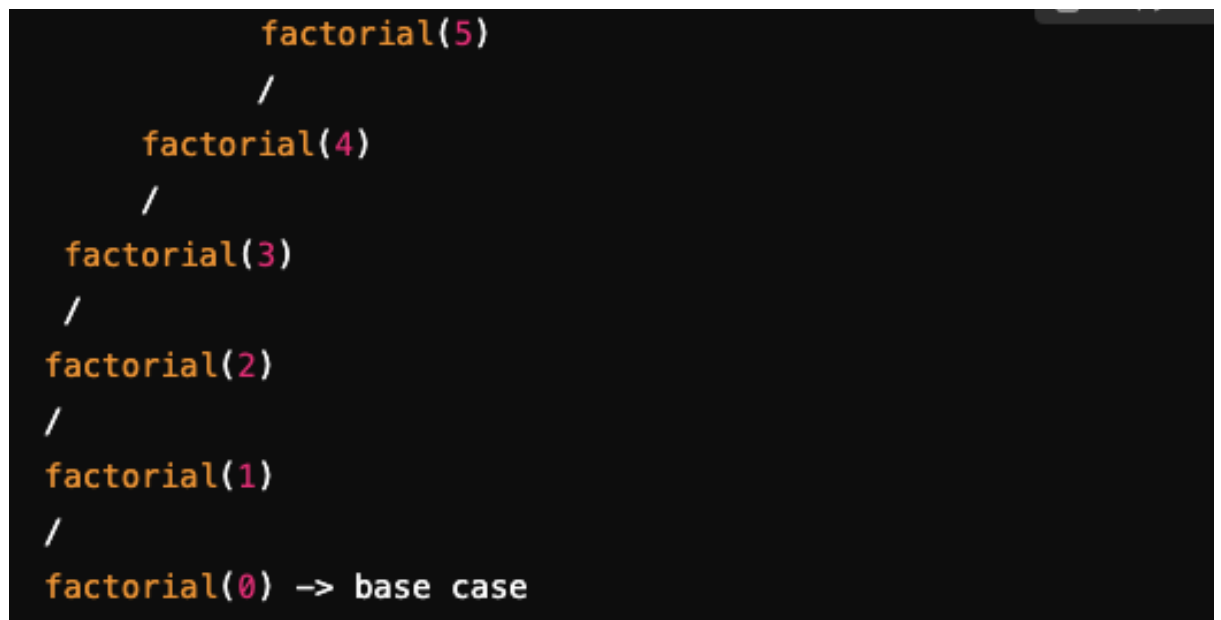 factorial(5)
/
factorial(4)
/
factorial(3)
/
factorial(2)
/
factorial(1)
/
factorial(0) -> base case